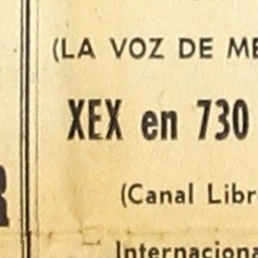 (LA VOZ DE ME
XEX en 730
R
(Canal Libr
Internaciona